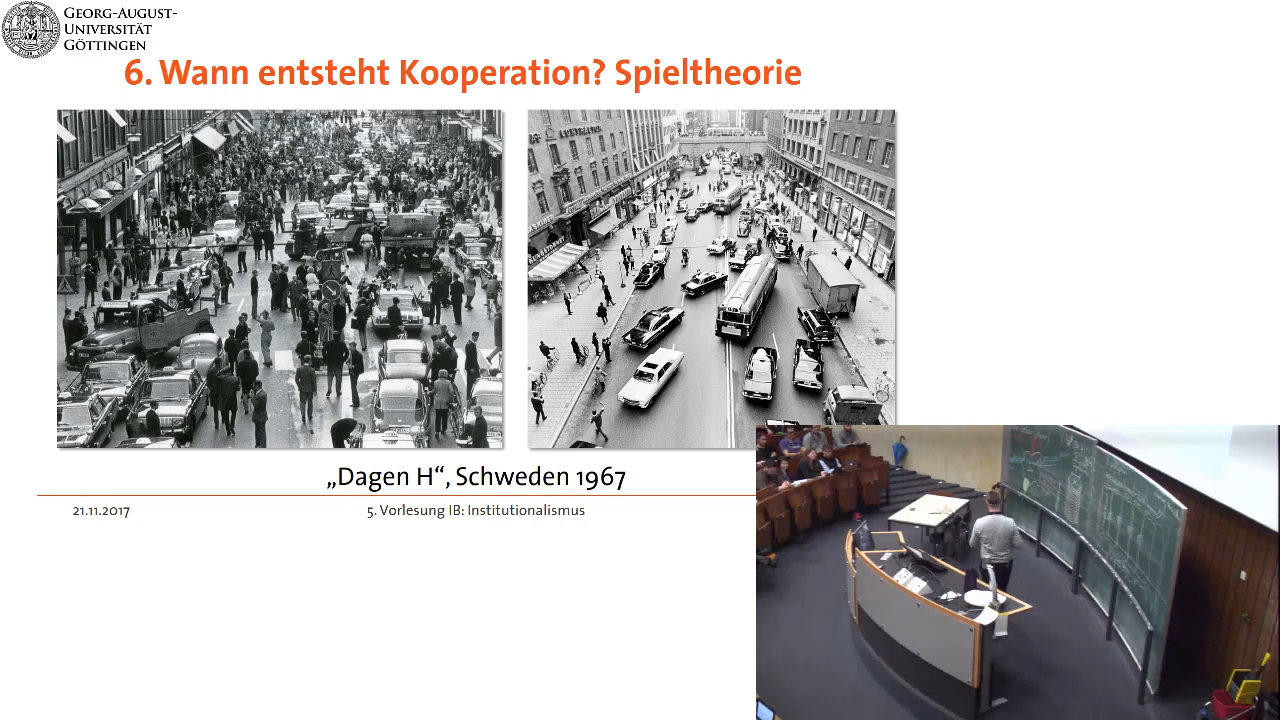 GEORG-AUGUST-
UNIVERSITÄT
GÖTTINGEN
6. Wann entsteht Kooperation? Spieltheorie
„Dagen H“, Schweden 1967
21.11.2017
5. Vorlesung IB: Institutionalismus